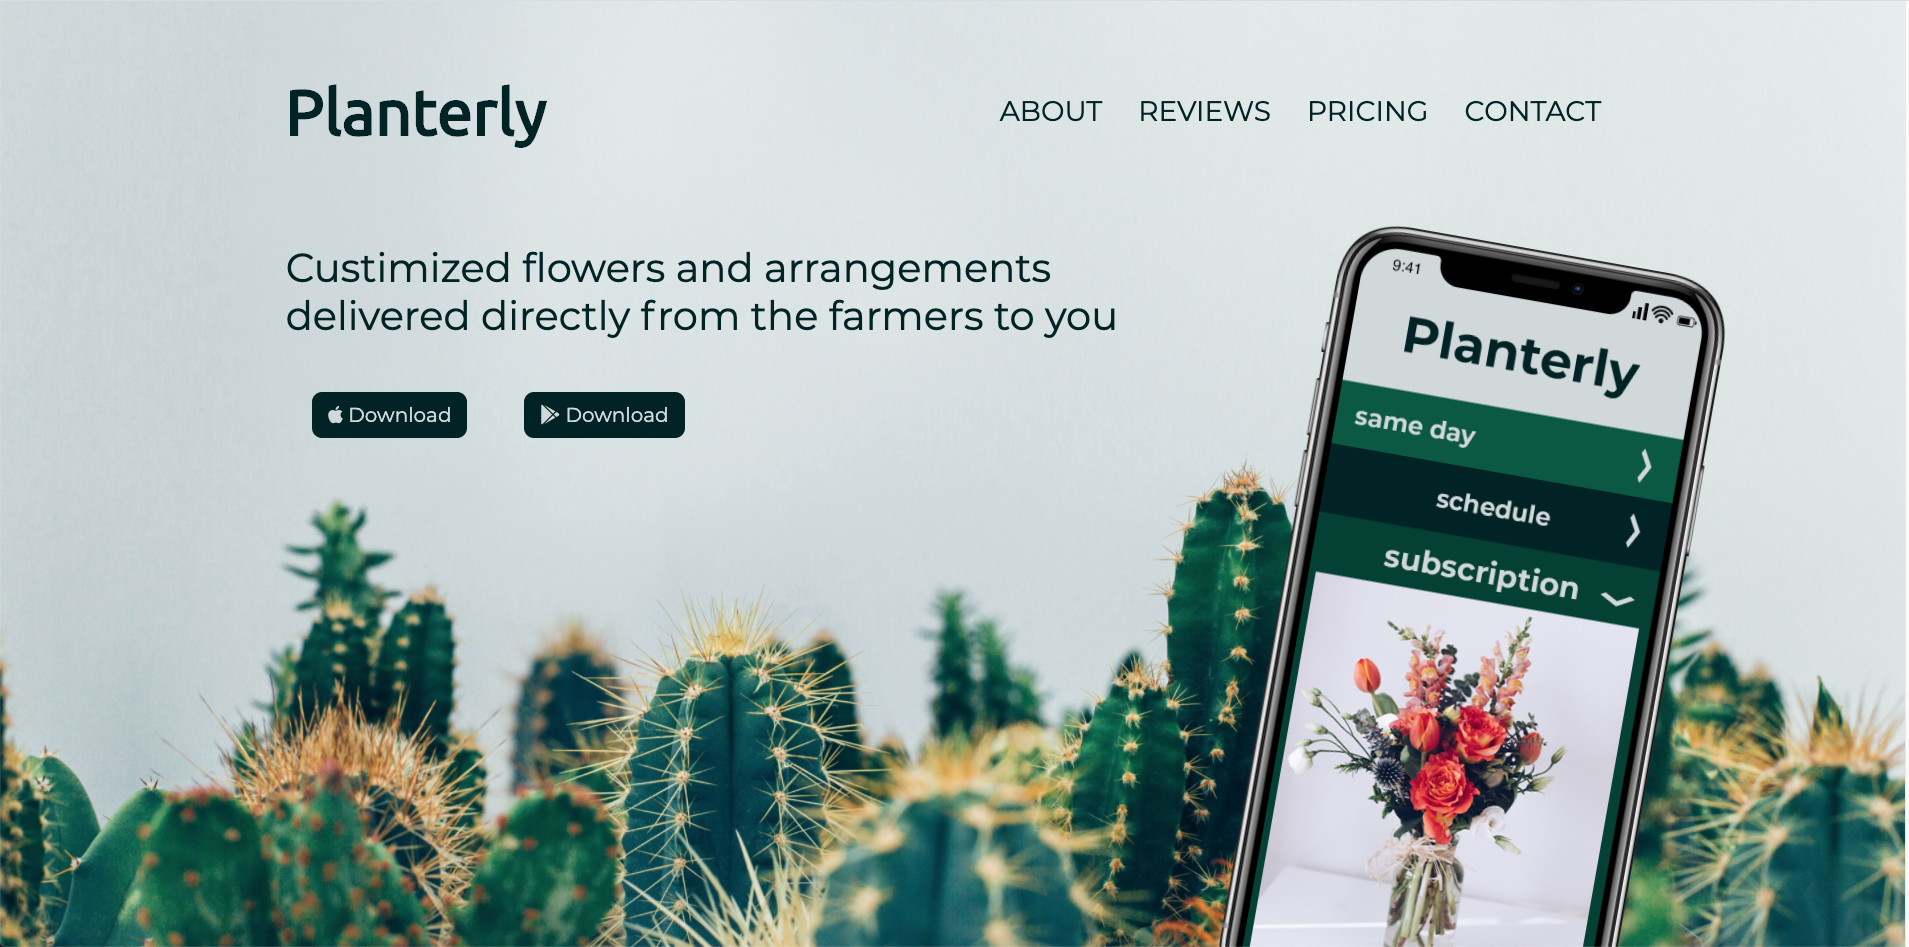 Planterly
ABOUT REVIEWS PRICING CONTACT
Custimized flowers and arrangements
delivered directly from the farmers to you
Download
Download
9:41
Planterly
same day
schedule
subscription